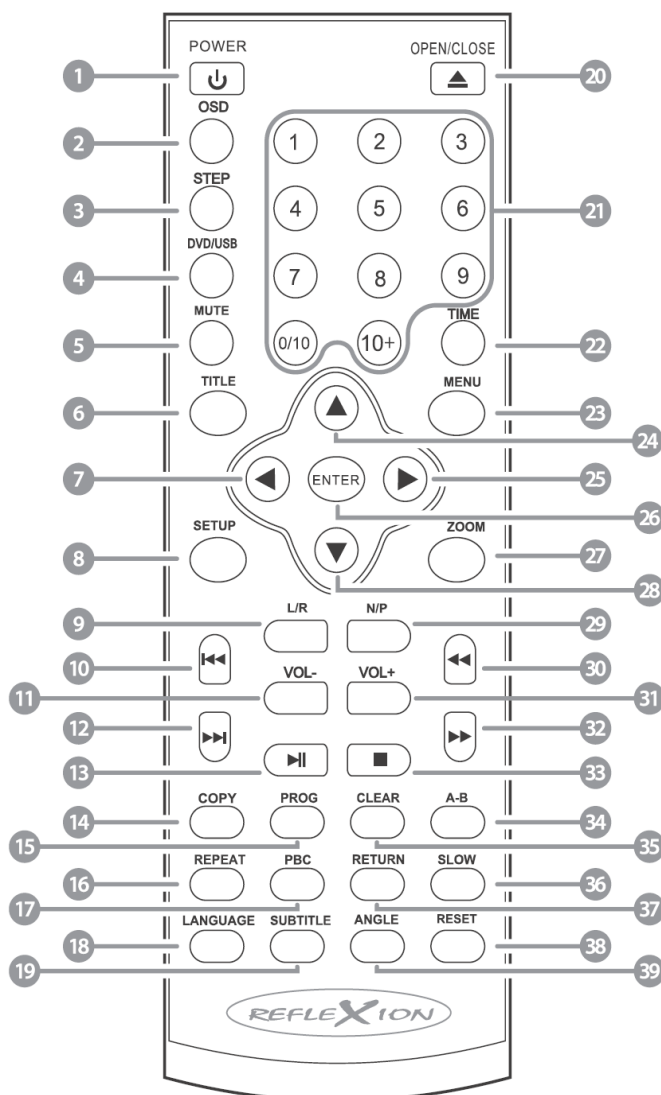 POWER OPEN/CLOSE
1 20
OSD
2 1 2 3
STEP
3 4 5 6 21
DVD/USB
4 7 8 9
MUTE TIME
5 0/10 10+ 22
TITLE MENU
6 23
24
7 ENTER 25
26
SETUP ZOOM
8 27
28
L/R N/P
9 29
10 30
VOL- VOL+
11 31
12 32
13 33
COPY PROG CLEAR A-B
14 34
15 35
REPEAT PBC RETURN SLOW
16 36
17 37
LANGUAGE SUBTITLE ANGLE RESET
18 38
19 39
REFLEXION